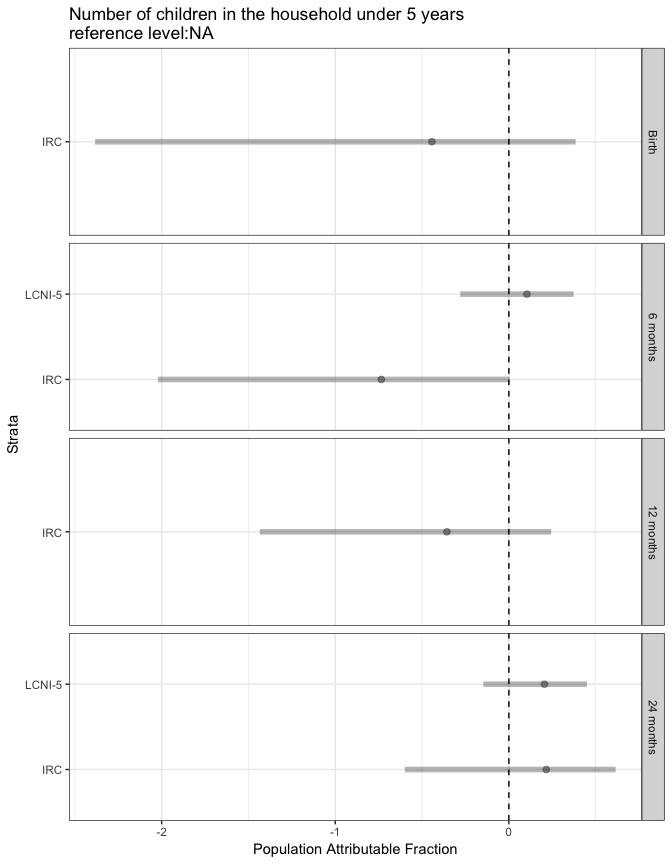 Number of children in the household under 5 years
reference level:NA
IRC
Birth
LCNI-5
IRC
6 months
IRC
12 months
LCNI-5
IRC
24 months
Strata
-2
-1
0
Population Attributable Fraction